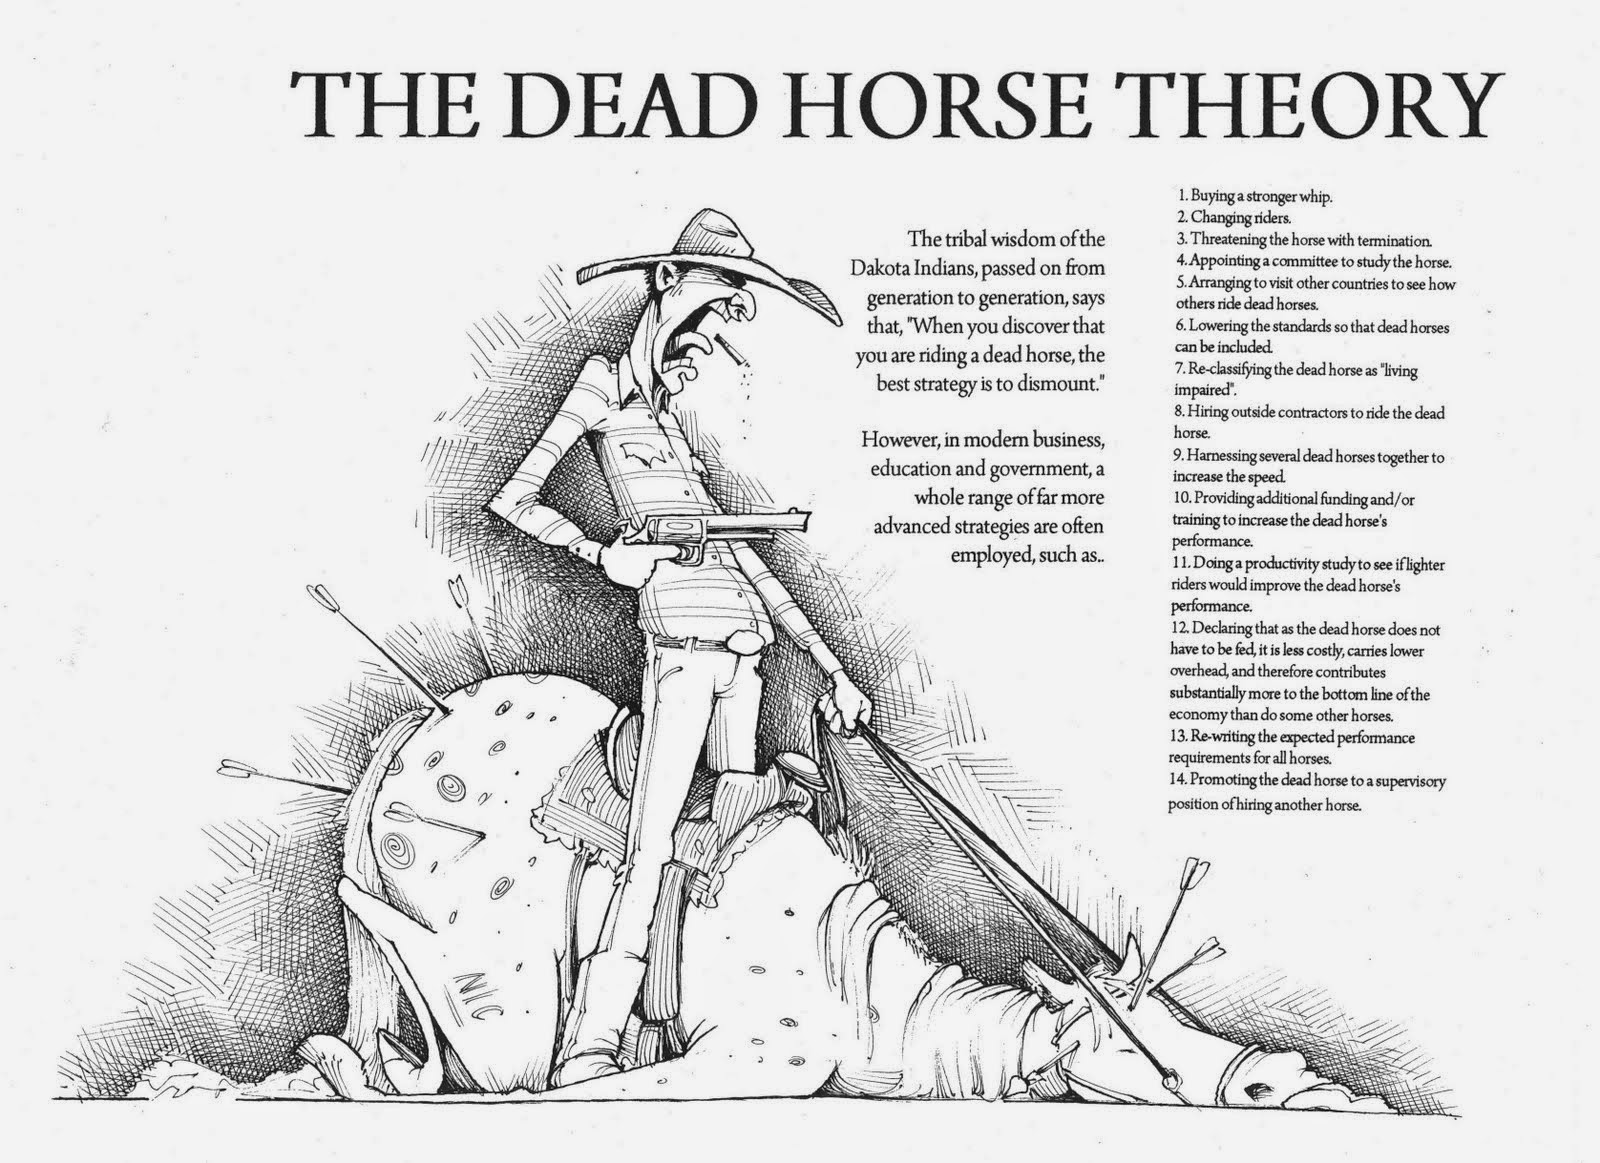 THE DEAD HORSE THEORY
The tribal wisdom of the
Dakota Indians, passed on from
generation to generation, says
that, "When you discover that
you are riding a dead horse, the
best strategy is to dismount."
However, in modern business,
education and government, a
whole range of far more
advanced strategies are often
employed, such as..
1. Buying a stronger whip.
2. Changing riders.
3. Threatening the horse with termination.
4. Appointing a committee to study the horse.
5. Arranging to visit other countries to see how
others ride dead horses.
6. Lowering the standards so that dead horses
can be included.
7. Re-classifying the dead horse as "living
impaired".
8. Hiring outside contractors to ride the dead
horse.
9. Harnessing several dead horses together to
increase the speed.
10. Providing additional funding and/or
training to increase the dead horse's
performance.
11. Doing a productivity study to see if lighter
riders would improve the dead horse's
performance.
12. Declaring that as the dead horse does not
have to be fed, it is less costly, carries lower
overhead, and therefore contributes
substantially more to the bottom line of the
economy than do some other horses.
13. Re-writing the expected performance
requirements for all horses.
14. Promoting the dead horse to a supervisory
position of hiring another horse.
NIC